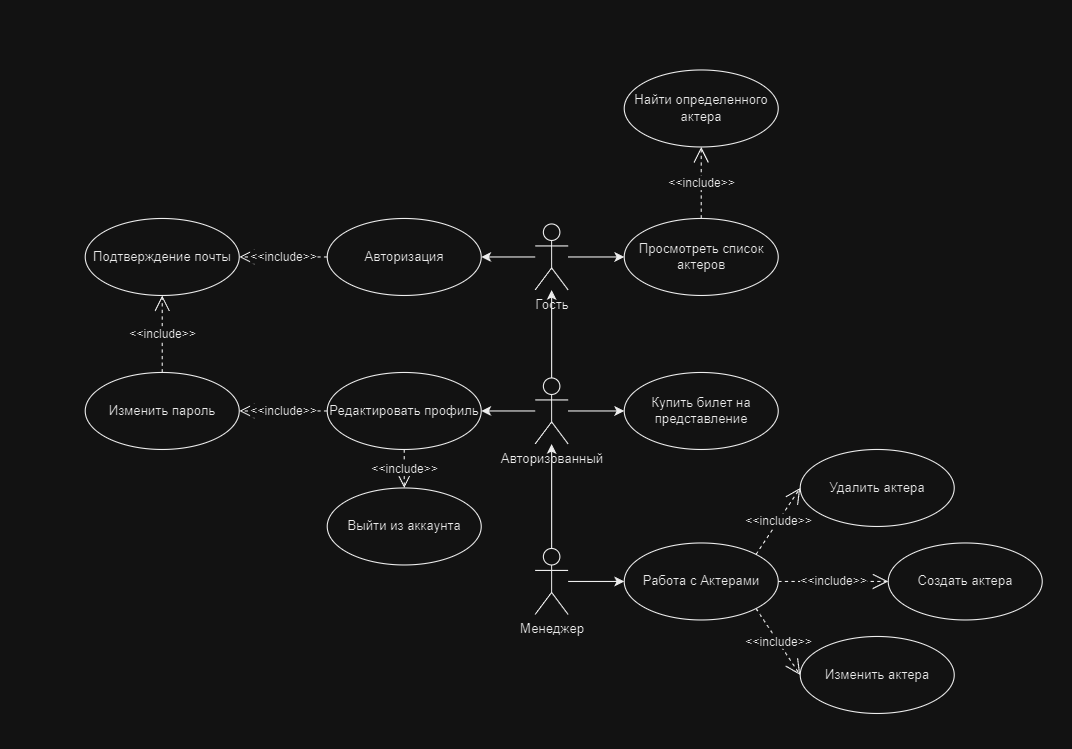 Найти определенного
актера
<<include>>
Подтверждение почты
<<include>>
Авторизация
Просмотреть список
актеров
Гость
<<include>>
Изменить пароль
<<include>>
Редактировать профиль
Купить билет на
представление
Авторизованный
<<include>>
Удалить актера
<<include>>
Выйти из аккаунта
Работа с Актерами
<<include>>
Создать актера
Менеджер
<<include>>
Изменить актера